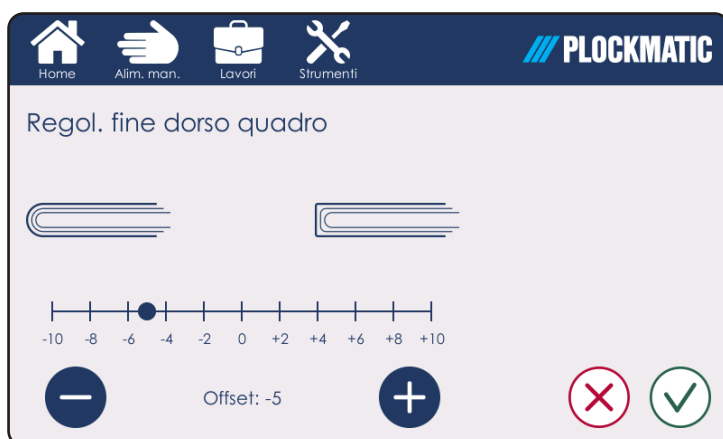 Home Alim. man. Lavori Strumenti PLOCKMATIC
Regol. fine dorso quadro
-10 -8 -6 -4 -2 0 +2 +4 +6 +8 +10
Offset: -5